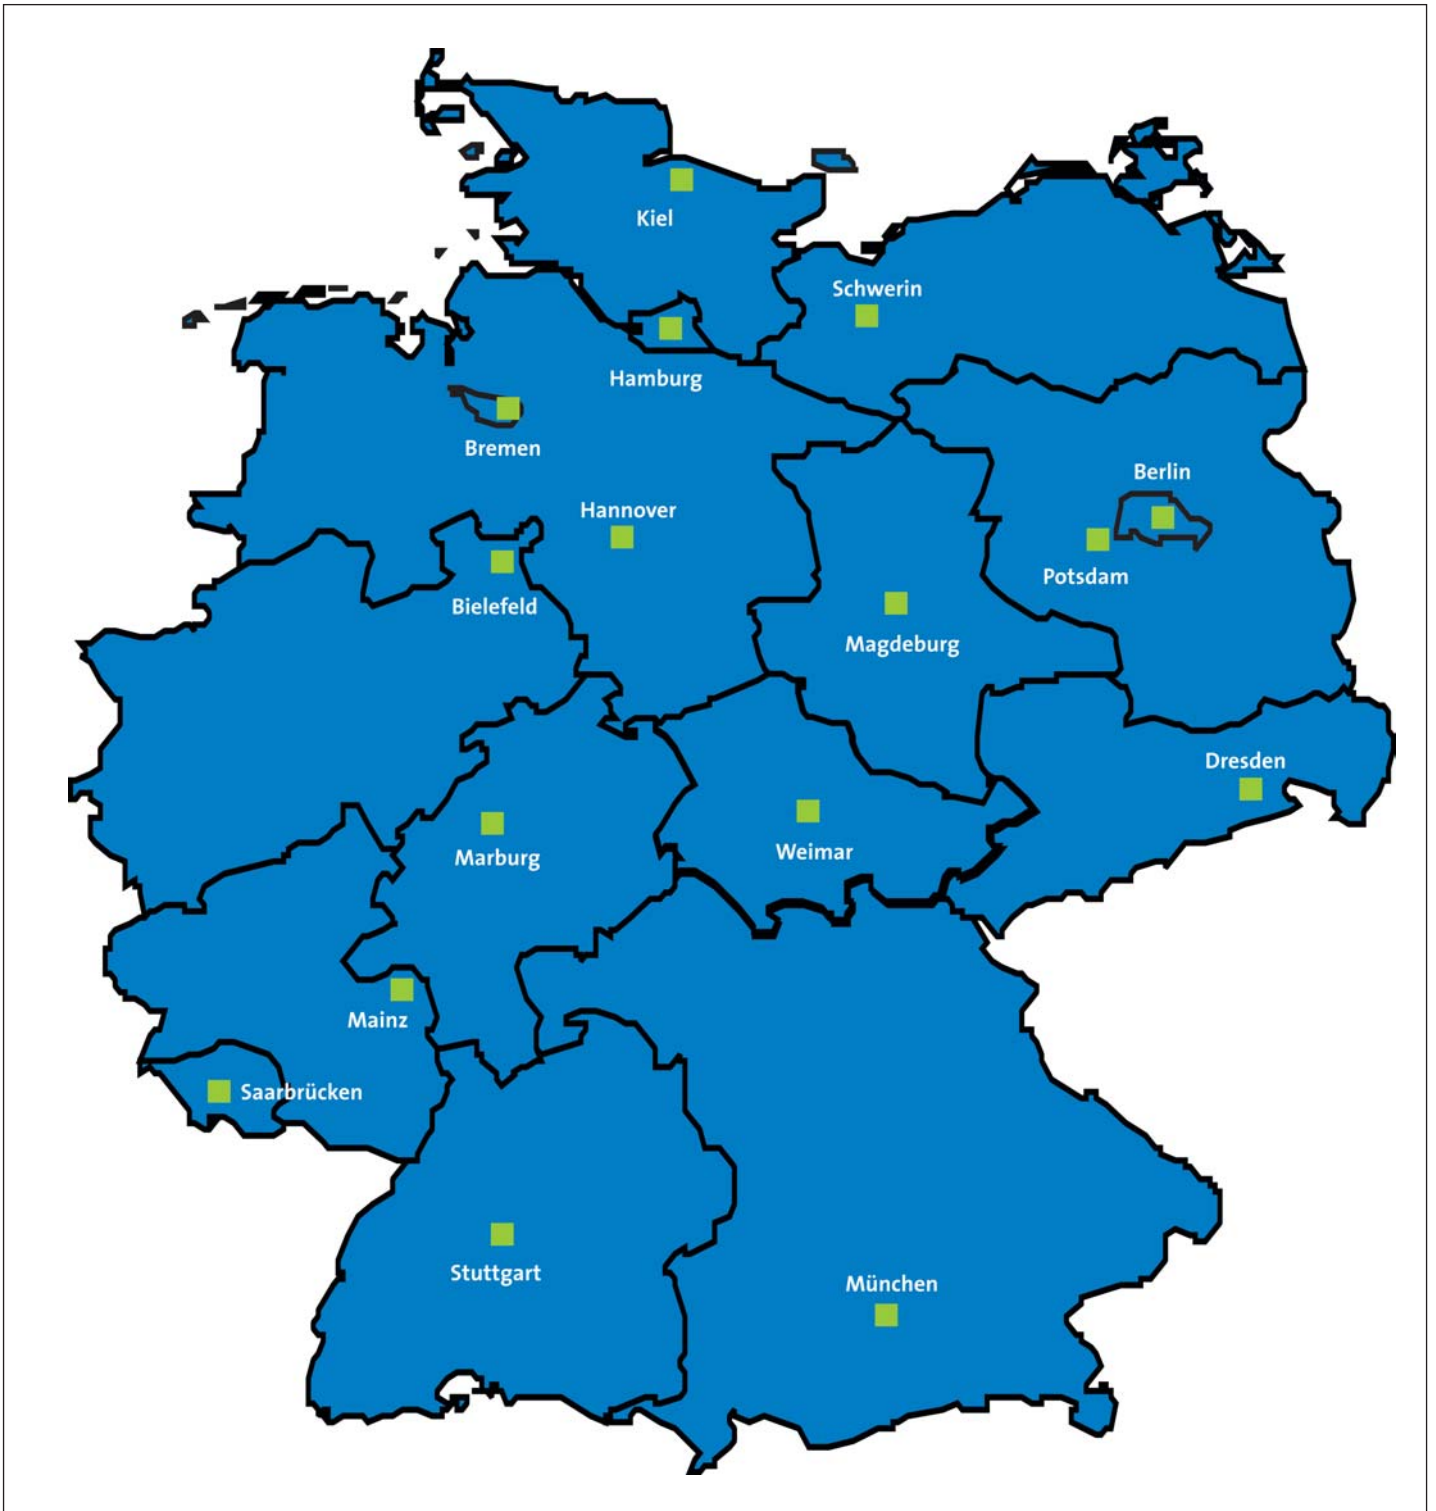 Kiel
Schwerin
Hamburg
Bremen
Berlin
Hannover
Potsdam
Bielefeld
Magdeburg
Dresden
Weimar
Marburg
Mainz
Saarbrücken
Stuttgart
München